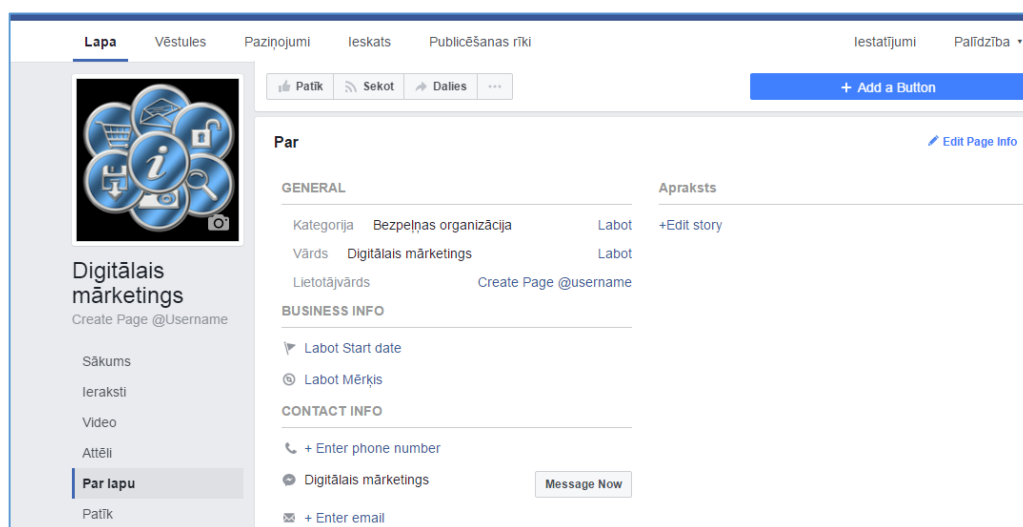 Lapa Vēstules Paziņojumi Ieskats Publicēšanas rīki Iestatījumi Palīdzība
Patīk Sekot Dalies ... + Add a Button
Par Edit Page Info
GENERAL Apraksts
Kategorija Bezpeļņas organizācija Labot +Edit story
Vārds Digitālais mārketings Labot
Lietotājvārds Create Page @username
BUSINESS INFO
Labot Start date
Labot Mērķis
CONTACT INFO
+ Enter phone number
Digitālais mārketings Message Now
+ Enter email
Digitālais
mārketings
Create Page @Username
Sākums
Ieraksti
Video
Attēli
Par lapu
Patīk